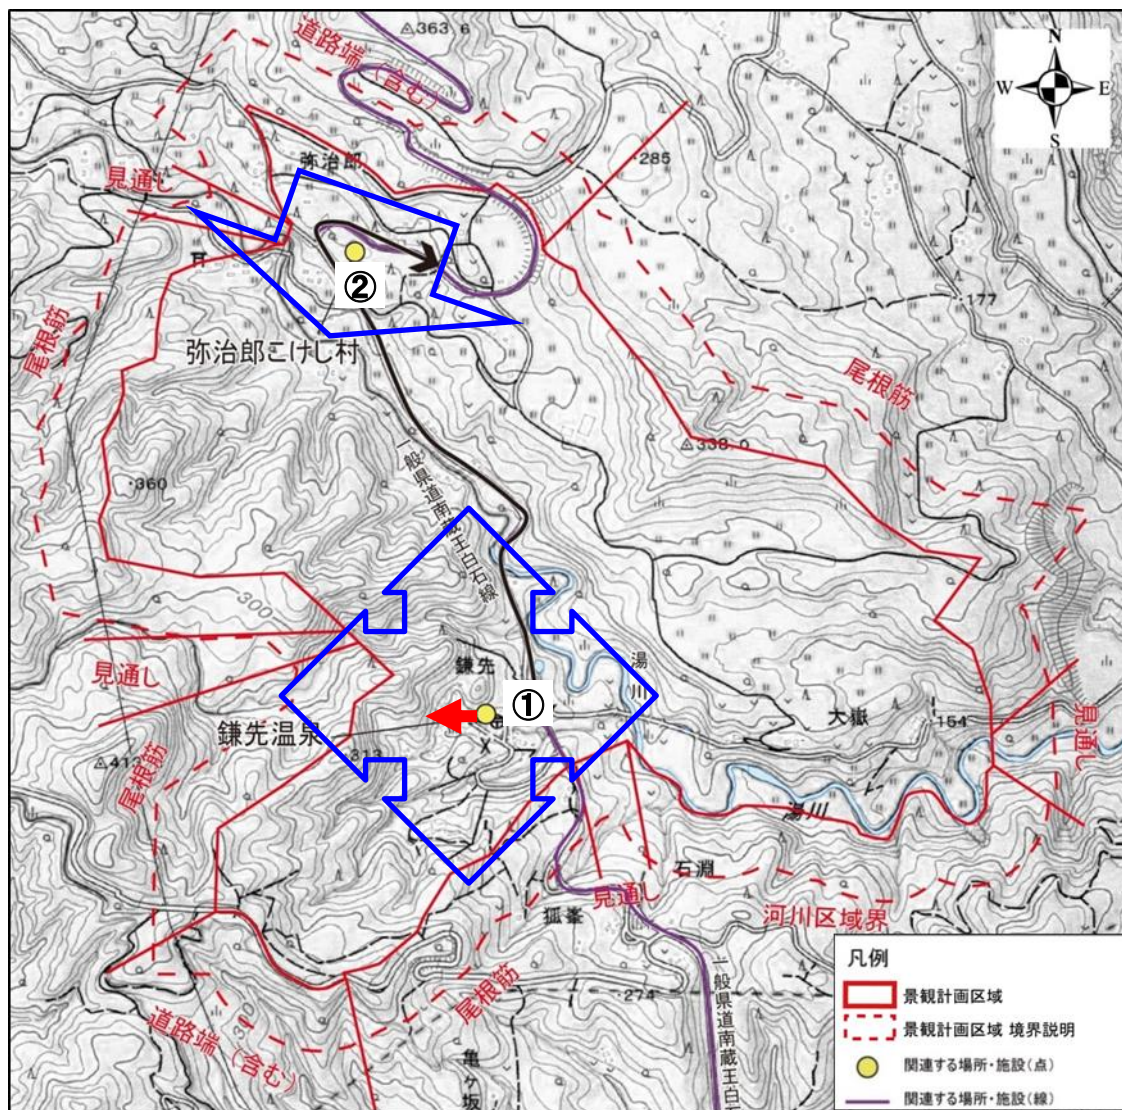 363.6
道路端（含む）
N
W
E
S
弥治郎
285
見通し
②
177
尾根筋
弥治郎こけし村
尾根筋
338.0
360
一般県道南蔵王白石線
300
見通し
鎌先
湯川
①
大嶽
154
鎌先温泉
313
413
尾根筋
見通し
湯川
石淵
見通し
狐峯
河川区域界
尾根筋
274
道路端（含む）
亀ケ坂
一般県道南蔵王白石
凡例
景観計画区域
景観計画区域 境界説明
関連する場所・施設(点)
関連する場所・施設(線)